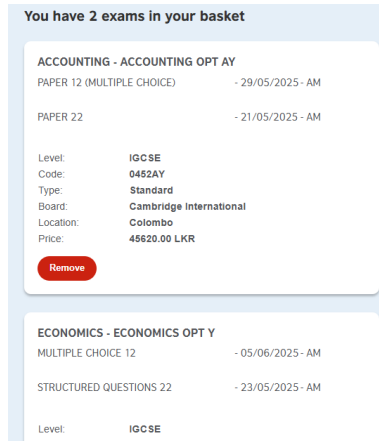 You have 2 exams in your basket
ACCOUNTING - ACCOUNTING OPT AY
PAPER 12 (MULTIPLE CHOICE) - 29/05/2025 - AM
PAPER 22 - 21/05/2025 - AM
Level: IGCSE
Code: 0452AY
Type: Standard
Board: Cambridge International
Location: Colombo
Price: 45620.00 LKR
Remove
ECONOMICS - ECONOMICS OPT Y
MULTIPLE CHOICE 12 - 05/06/2025 - AM
STRUCTURED QUESTIONS 22 - 23/05/2025 - AM
Level: IGCSE